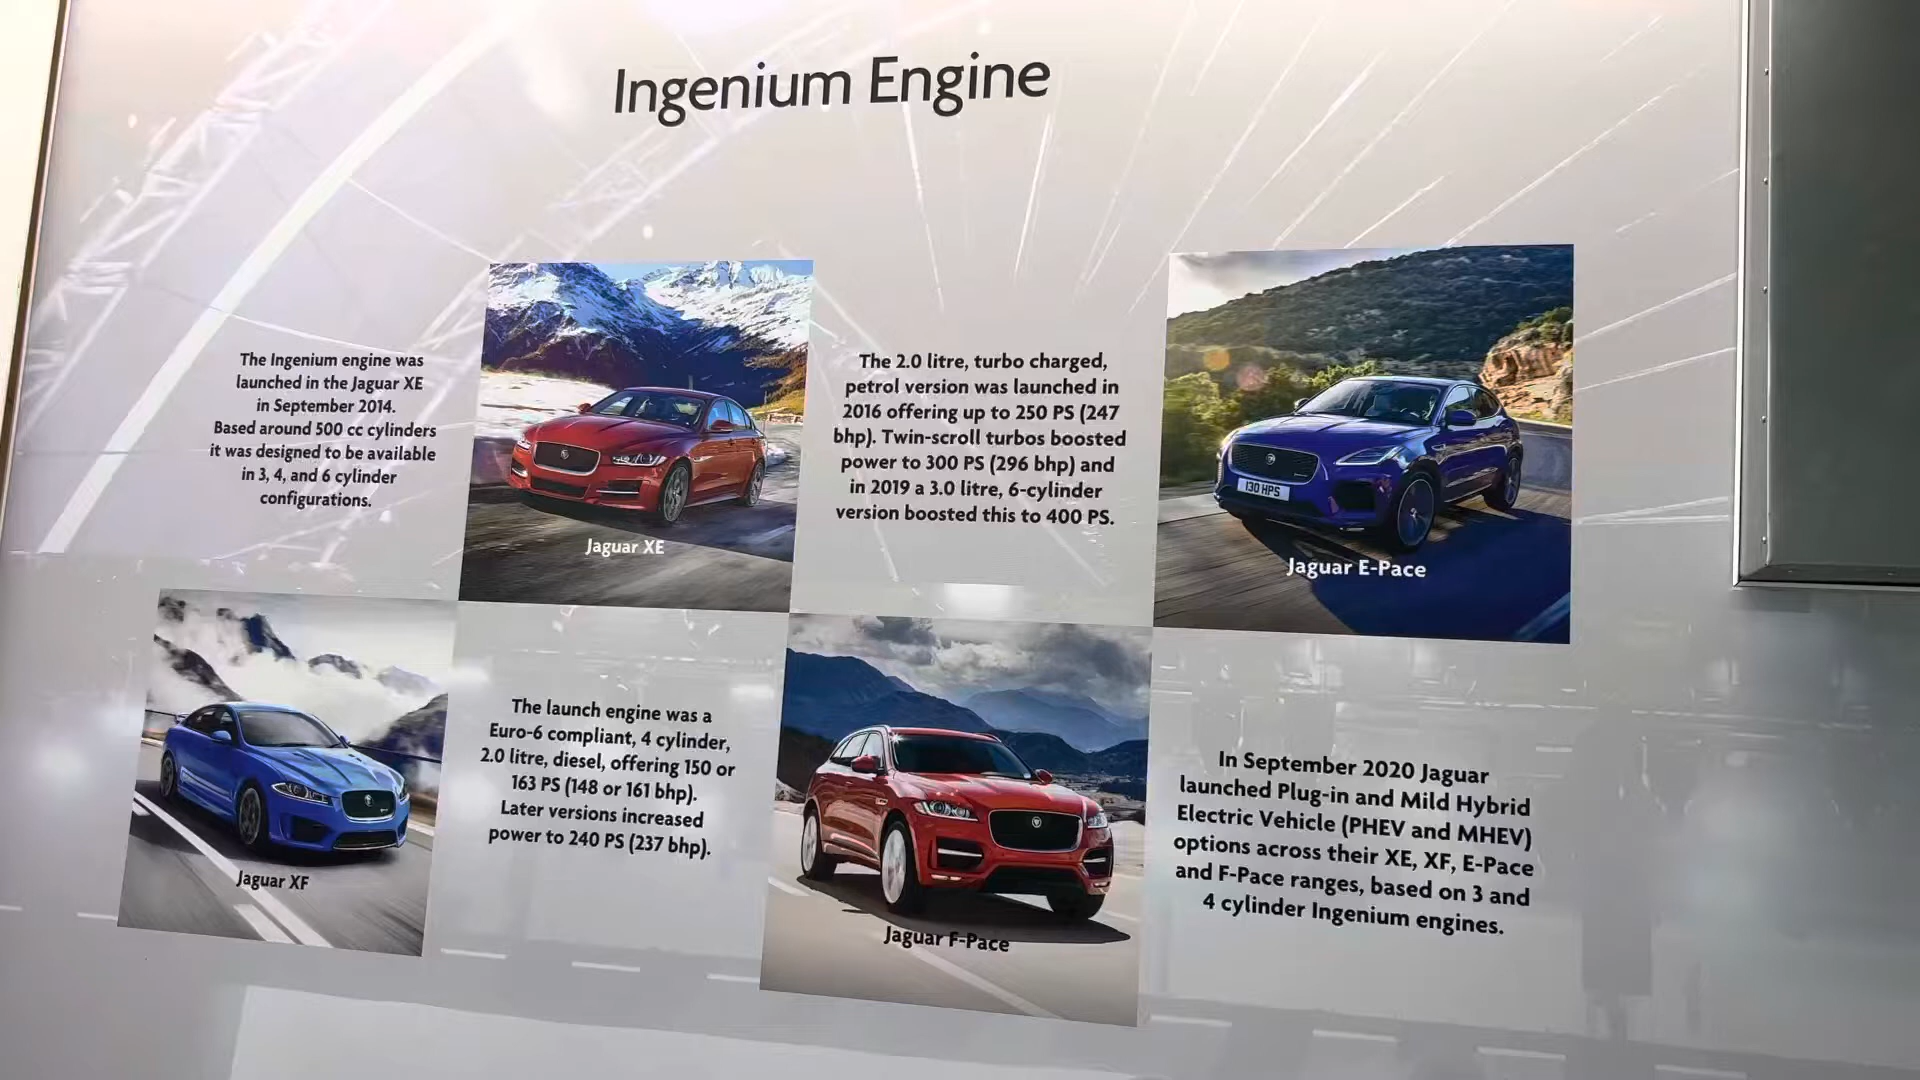 Ingenium Engine
The Ingenium engine was
launched in the Jaguar XE
in September 2014.
Based around 500 cc cylinders
it was designed to be available
in 3, 4, and 6 cylinder
configurations.
Jaguar XE
The 2.0 litre, turbo charged,
petrol version was launched in
2016 offering up to 250 PS (247
bhp). Twin-scroll turbos boosted
power to 300 PS (296 bhp) and
in 2019 a 3.0 litre, 6-cylinder
version boosted this to 400 PS.
130 HPS
Jaguar E-Pace
Jaguar XF
The launch engine was a
Euro-6 compliant, 4 cylinder,
2.0 litre, diesel, offering 150 or
163 PS (148 or 161 bhp).
Later versions increased
power to 240 PS (237 bhp).
Jaguar F-Pace
In September 2020 Jaguar
launched Plug-in and Mild Hybrid
Electric Vehicle (PHEV and MHEV)
options across their XE, XF, E-Pace
and F-Pace ranges, based on 3 and
4 cylinder Ingenium engines.